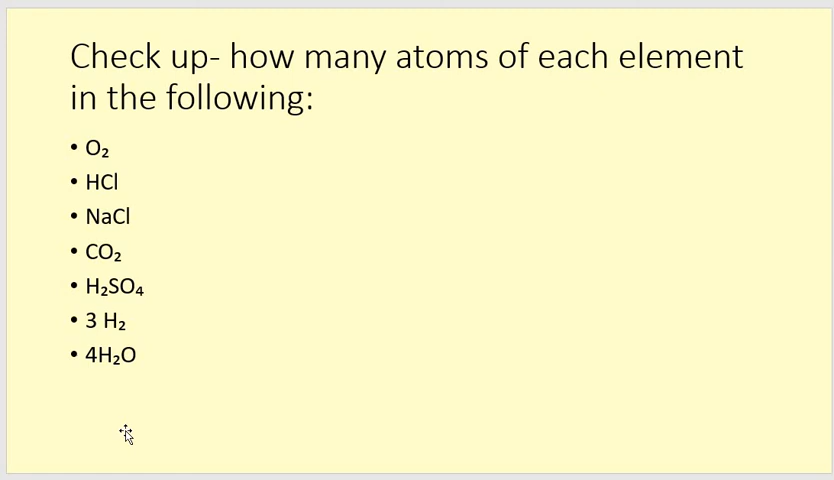 Check up- how many atoms of each element
in the following:
• O₂
• HCl
• NaCl
• CO₂
• H₂SO₄
• 3 H₂
• 4H₂O